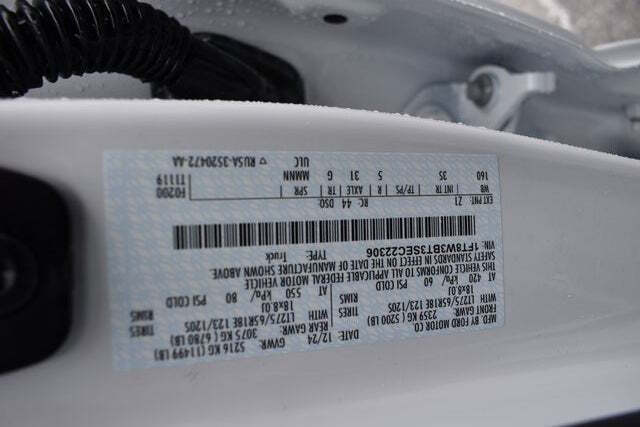 MFD. BY FORD MOTOR CO.
DATE: 12/24 GVWR: 5216 KG (11499 LB)
FRONT GAWR: 2359 KG (5200 LB) REAR GAWR: 3075 KG (6780 LB)
WITH LT275/65R18E 123/120S TIRES WITH LT275/65R18E 123/120S TIRES
18x8.0J RIMS 18x8.0J RIMS
AT 420 kPa/ 60 PSI COLD AT 550 kPa/ 80 PSI COLD
THIS VEHICLE CONFORMS TO ALL APPLICABLE FEDERAL MOTOR VEHICLE
SAFETY STANDARDS IN EFFECT ON THE DATE OF MANUFACTURE SHOWN ABOVE.
VIN: 1FT8W3BT3SEC22306 TYPE: Truck
EXT PNT: Z1 RC: 44 DSO: F0200
WB TR TP/PS R AXLE TR SPR T1119
160 3S 5 31 G MMNN
ULC
RUSA-3520472-AA